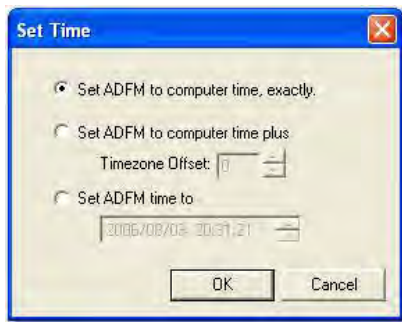 Set Time
Set ADFM to computer time, exactly.
Set ADFM to computer time plus
Timezone Offset: 0
Set ADFM time to
2006/08/03 20:31:21
OK Cancel